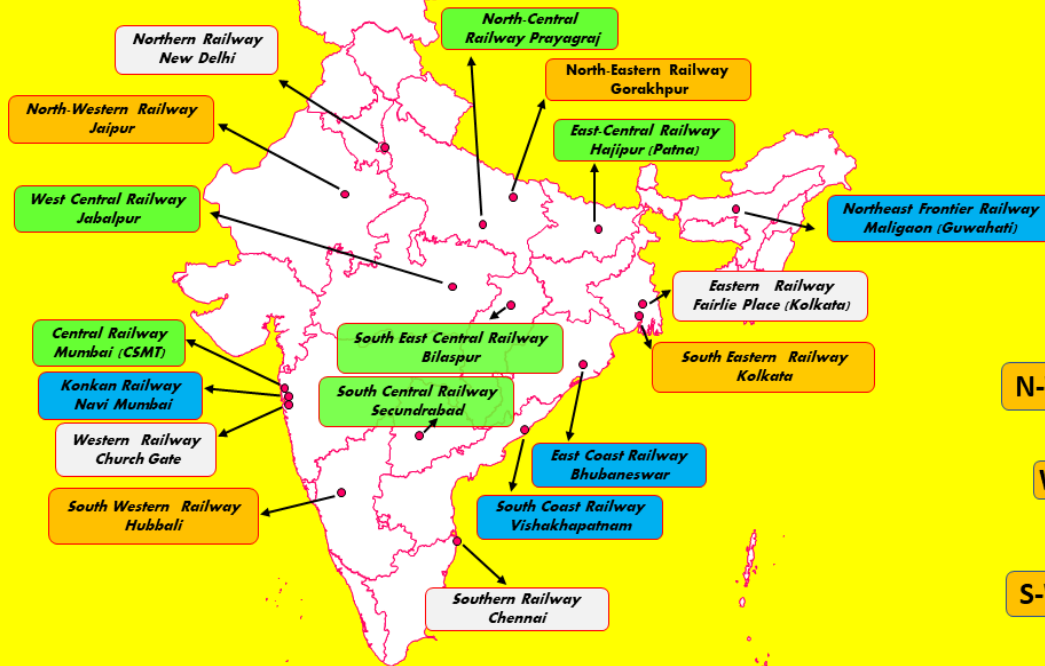 North-Central
Railway Prayagraj
Northern Railway
New Delhi
North-Eastern Railway
Gorakhpur
North-Western Railway
Jaipur
East-Central Railway
Hajipur (Patna)
West Central Railway
Jabalpur
Northeast Frontier Railway
Maligaon (Guwahati)
Eastern Railway
Fairlie Place (Kolkata)
Central Railway
Mumbai (CSMT)
South East Central Railway
Bilaspur
South Eastern Railway
Kolkata
Konkan Railway
Navi Mumbai
South Central Railway
Secundrabad
N-
Western Railway
Church Gate
East Coast Railway
Bhubaneswar
South Western Railway
Hubbali
South Coast Railway
Vishakhapatnam
Southern Railway
Chennai
S-